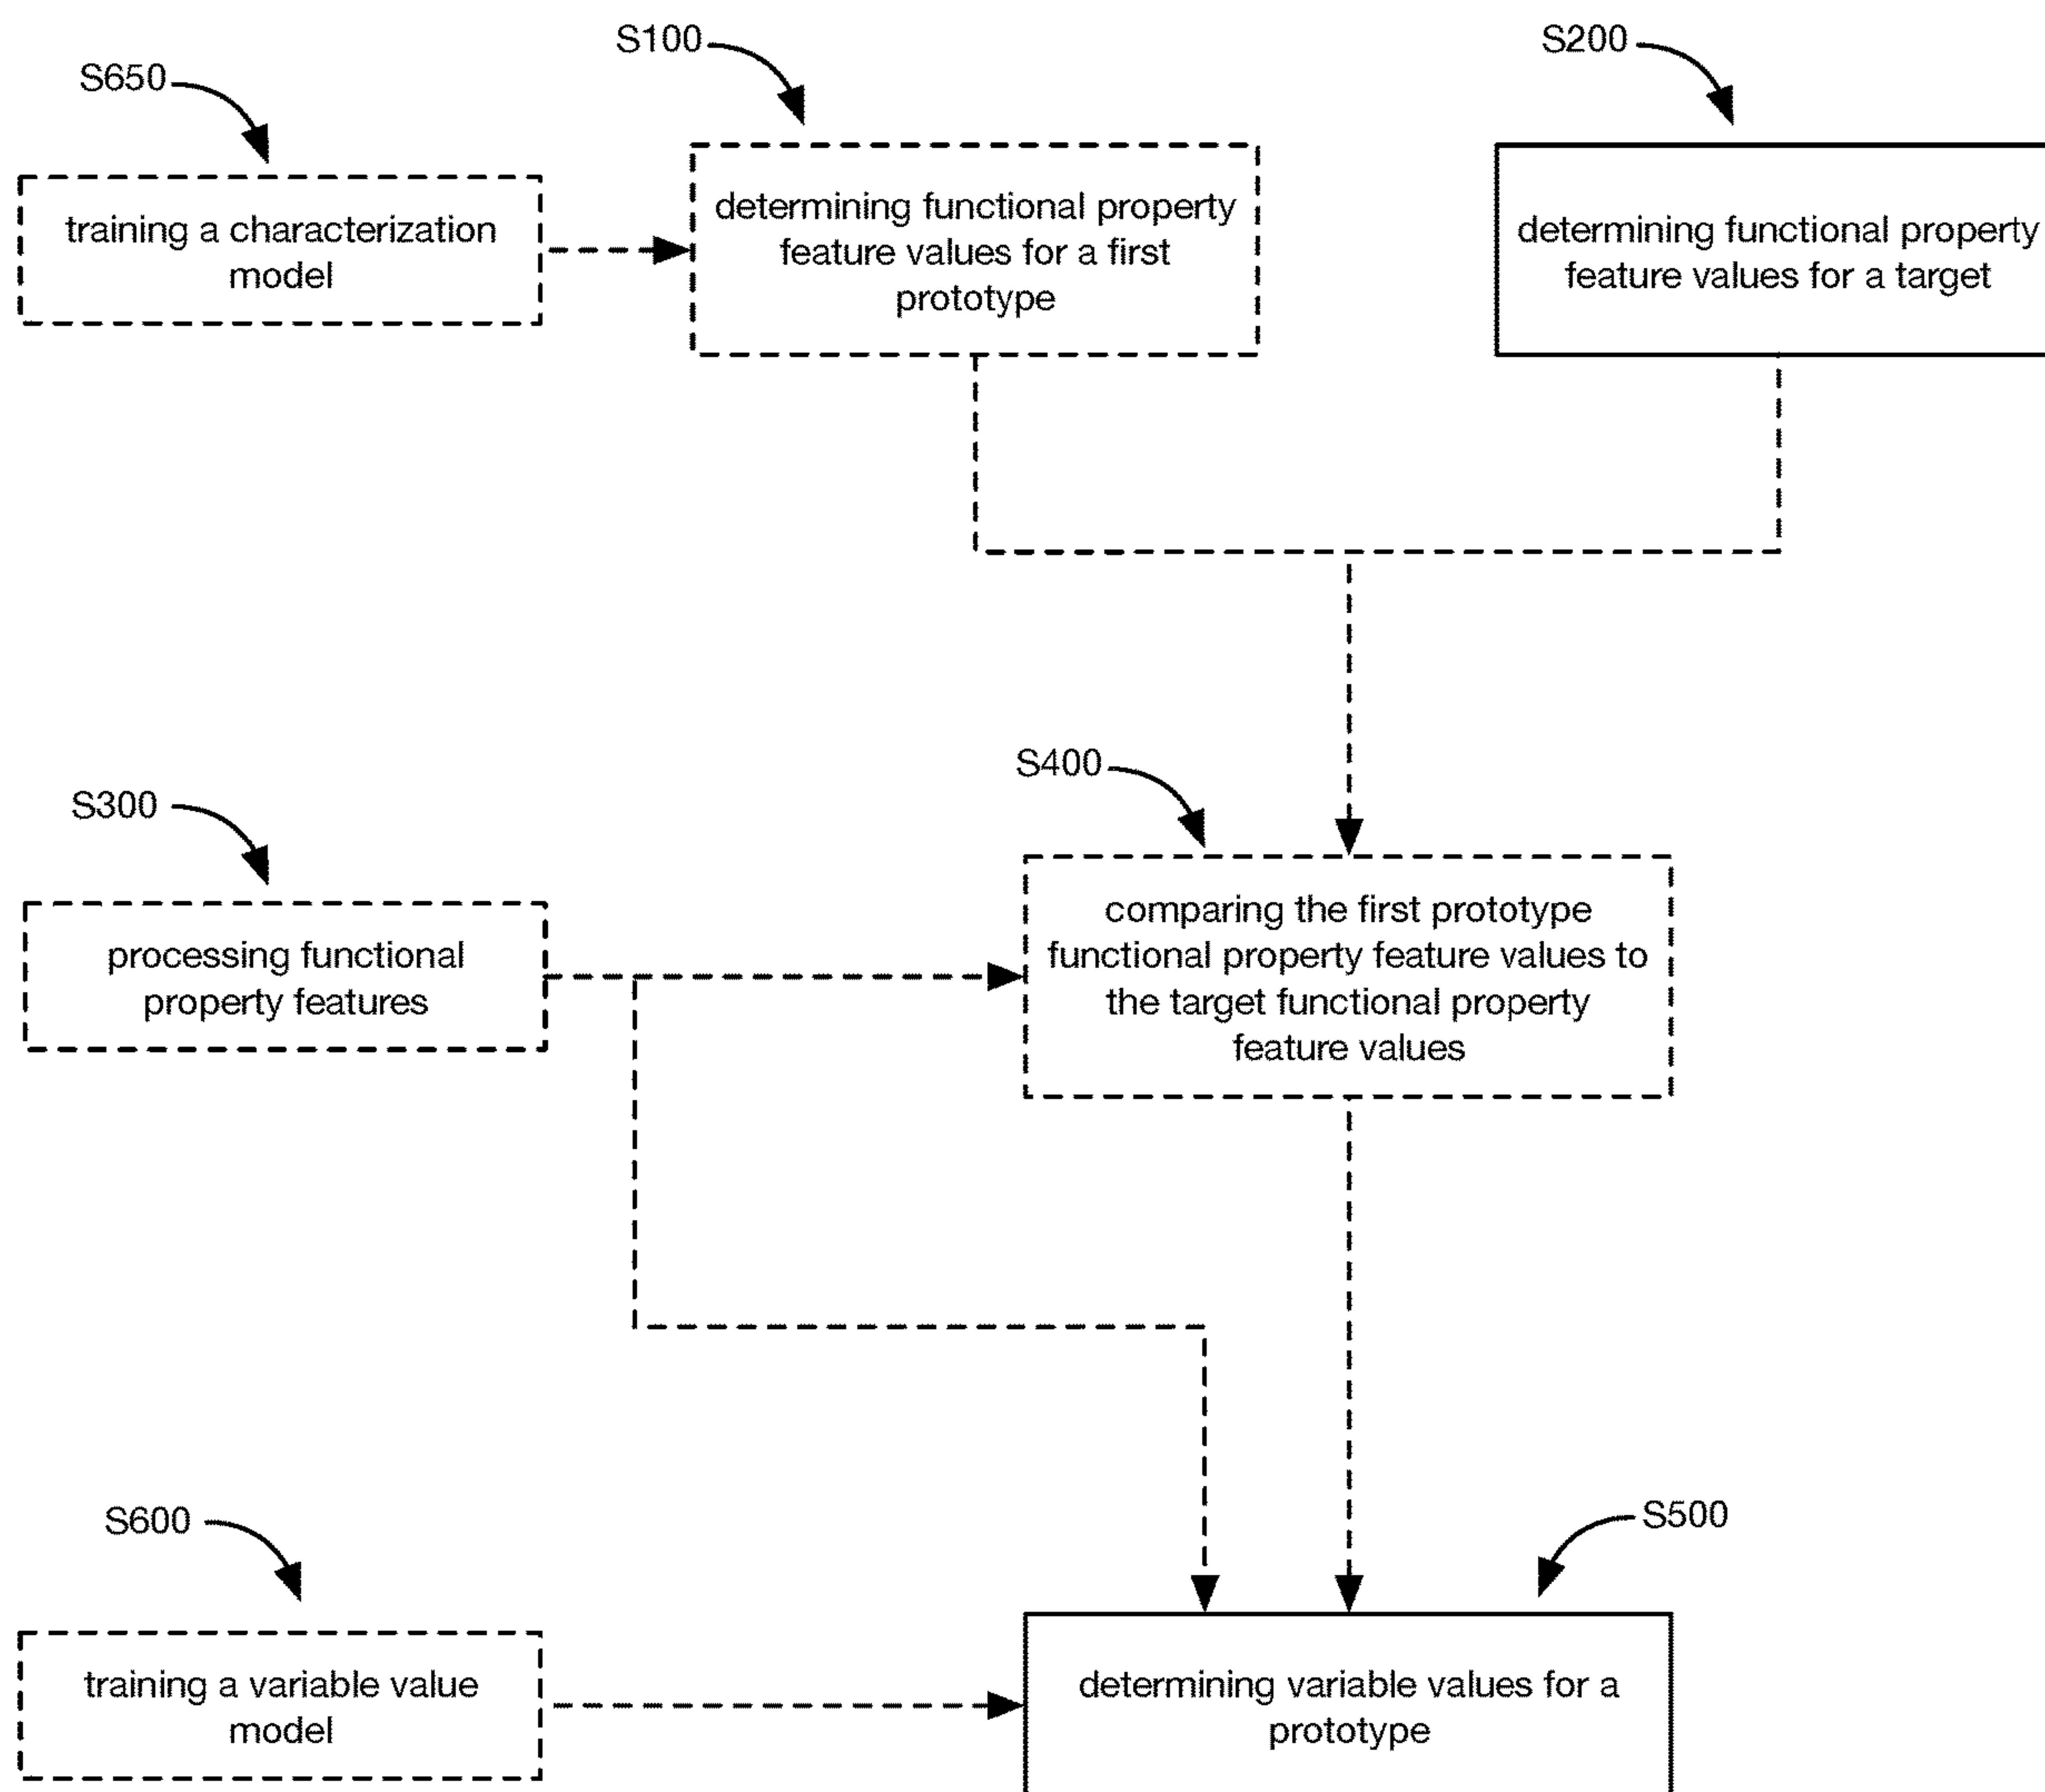 S650
training a characterization
model
S100
determining functional property
feature values for a first
prototype
S200
determining functional property
feature values for a target
S300
processing functional
property features
S400
comparing the first prototype
functional property feature values to
the target functional property
feature values
S600
training a variable value
model
S500
determining variable values for a
prototype